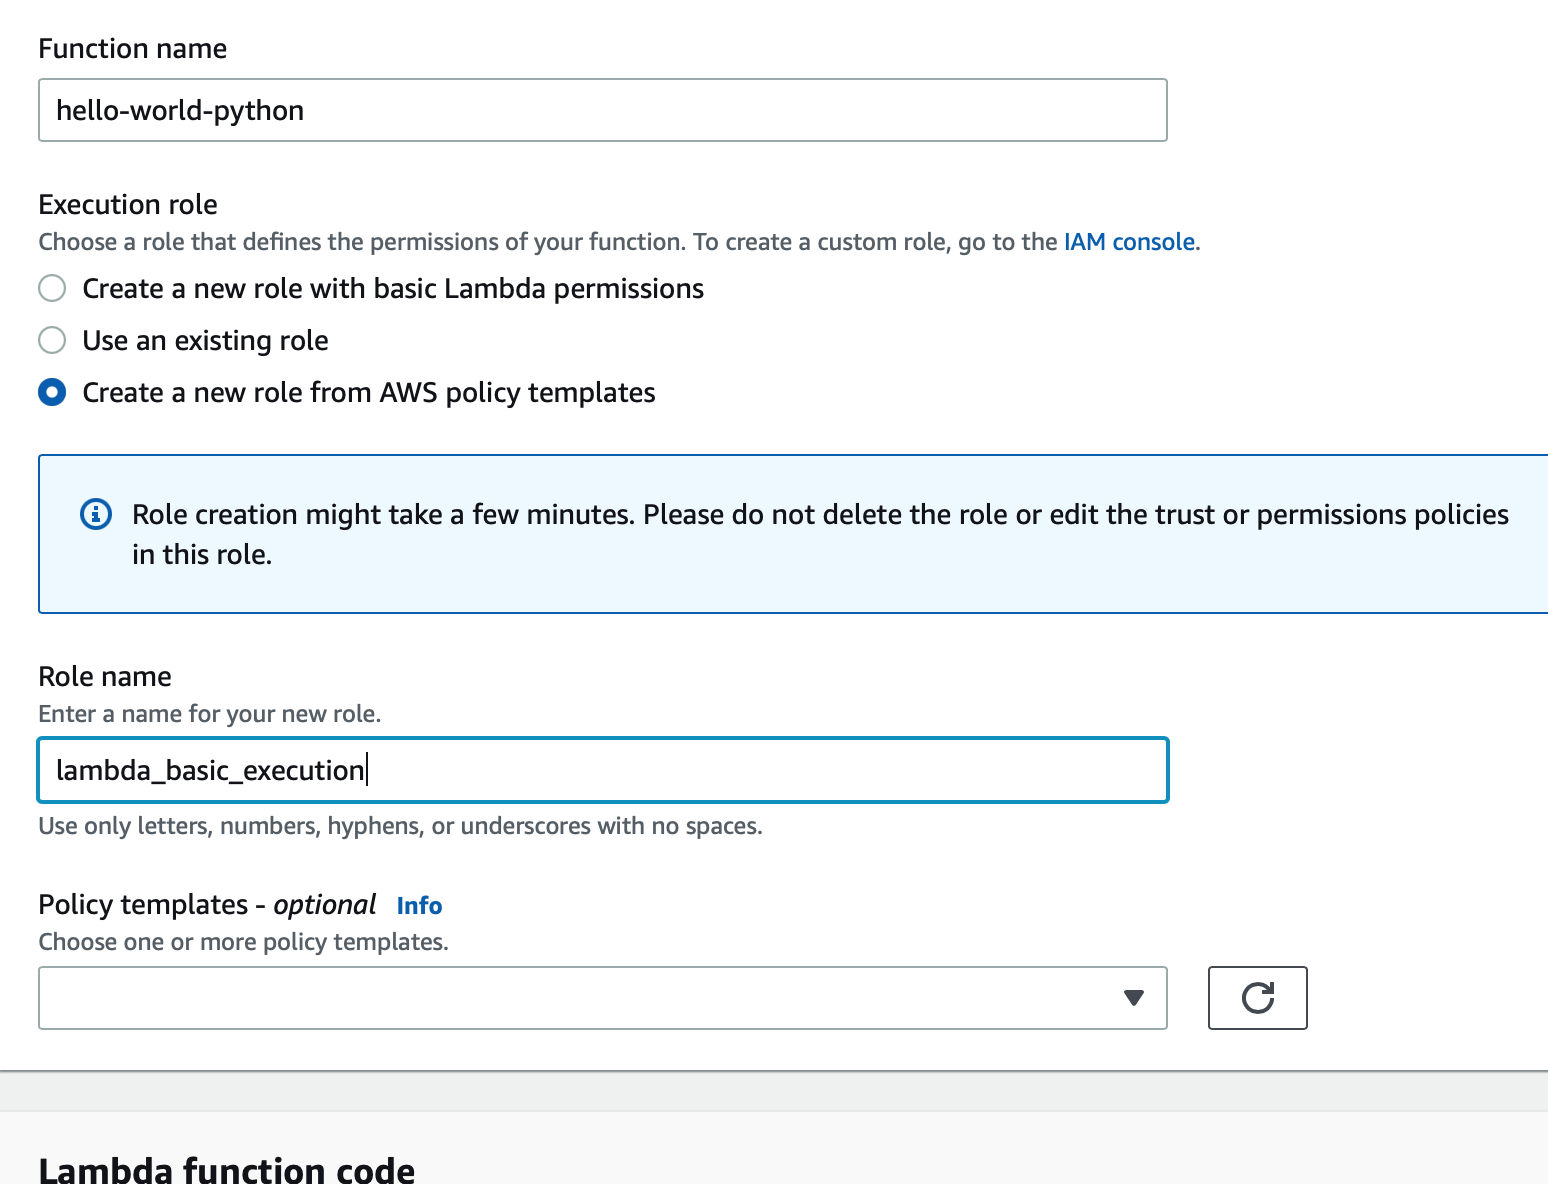 Function name
hello-world-python
Execution role
Choose a role that defines the permissions of your function. To create a custom role, go to the IAM console.
Create a new role with basic Lambda permissions
Use an existing role
Create a new role from AWS policy templates
Role creation might take a few minutes. Please do not delete the role or edit the trust or permissions policies
in this role.
Role name
Enter a name for your new role.
lambda_basic_execution
Use only letters, numbers, hyphens, or underscores with no spaces.
Policy templates - optional Info
Choose one or more policy templates.
Lambda function code